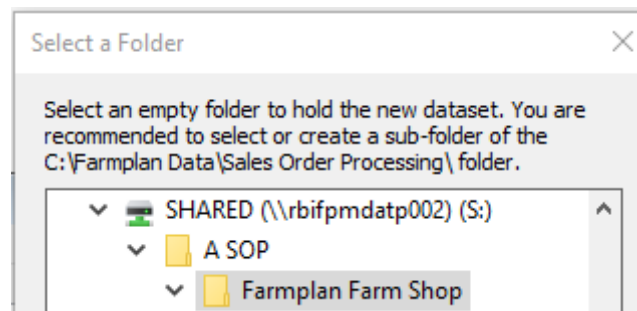 Select a Folder
Select an empty folder to hold the new dataset. You are
recommended to select or create a sub-folder of the
C:\Farmplan Data\Sales Order Processing\ folder.
SHARED (\\rbifpmdatp002) (S:)
A SOP
Farmplan Farm Shop